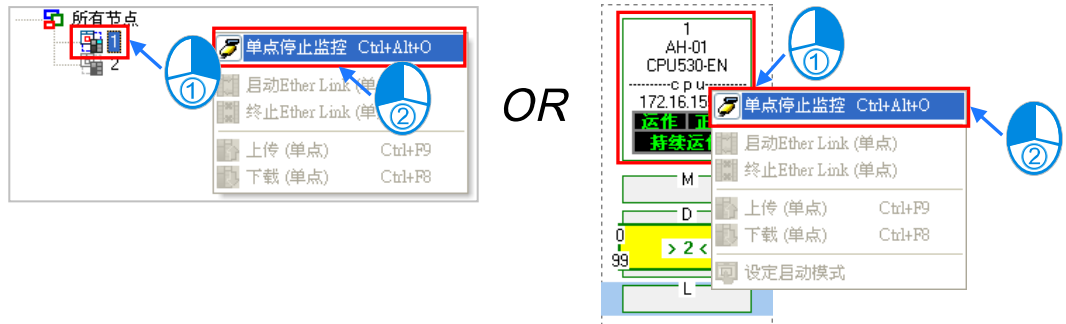 所有节点
1
2
单点停止监控 Ctrl+Alt+O
启动Ether Link (单
终止Ether Link (单
上传 (单点) Ctrl+F9
下载 (单点) Ctrl+F8
①
②
OR
1
AH-01
CPU530-EN
---------c p u---------
172.16.15
运作 正
持续运作
M
D
0
99
> 2 <
L
单点停止监控 Ctrl+Alt+O
启动Ether Link (单点)
终止Ether Link (单点)
上传 (单点) Ctrl+F9
下载 (单点) Ctrl+F8
设定启动模式
①
②